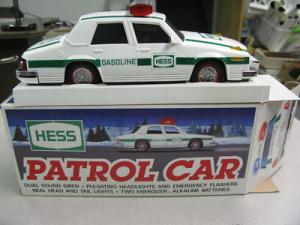 GASOLINE
HESS
HESS
PATROL CAR
DUAL SOUND SIREN • PULSATING HEADLIGHTS AND EMERGENCY FLASHERS
REAL HEAD AND TAIL LIGHTS • TWO ENERGIZER® ALKALINE BATTERIES